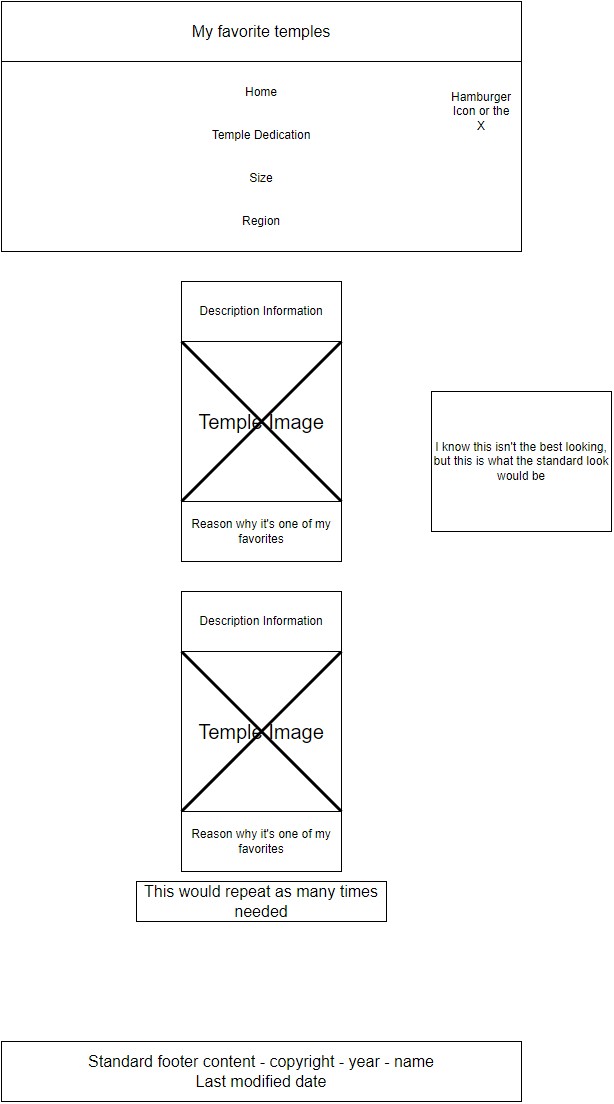 My favorite temples
Home
Hamburger
Icon or the
X
Temple Dedication
Size
Region
Description Information
Temple Image
Reason why it's one of my
favorites
I know this isn't the best looking,
but this is what the standard look
would be
Description Information
Temple Image
Reason why it's one of my
favorites
This would repeat as many times
needed
Standard footer content - copyright - year - name
Last modified date